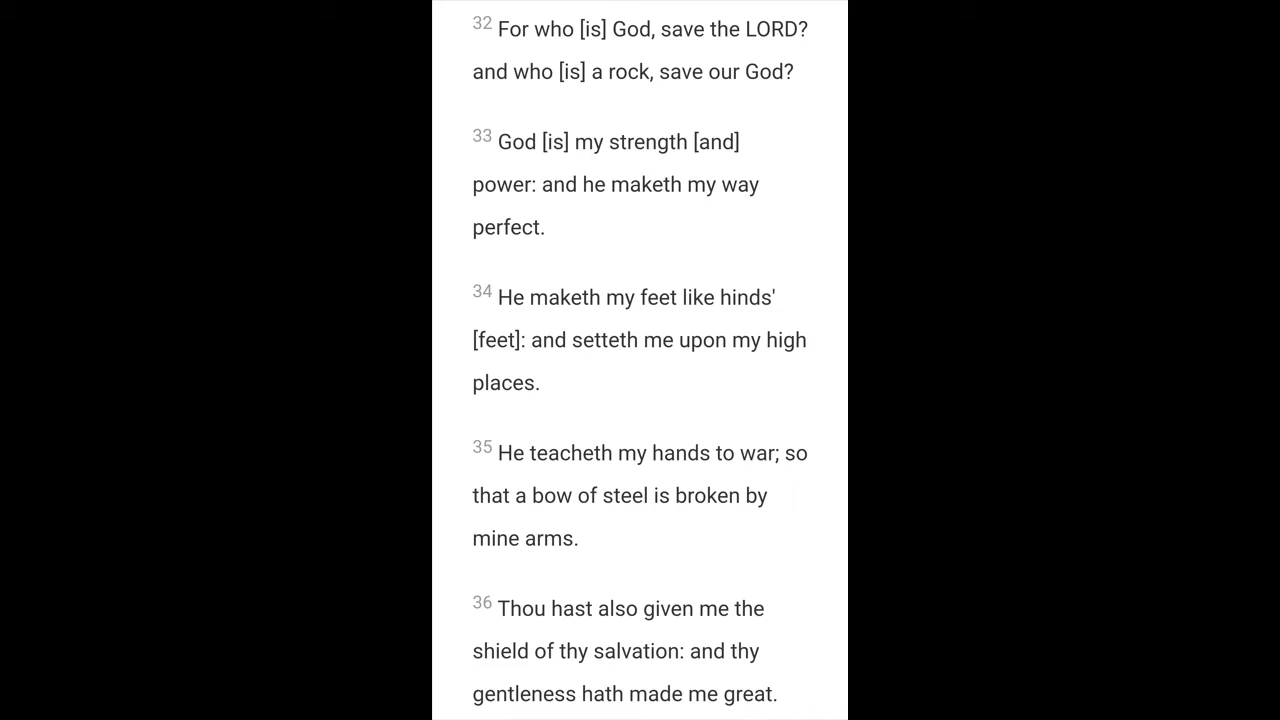 32 For who [is] God, save the LORD?
and who [is] a rock, save our God?
33 God [is] my strength [and]
power: and he maketh my way
perfect.
34 He maketh my feet like hinds'
[feet]: and setteth me upon my high
places.
35 He teacheth my hands to war; so
that a bow of steel is broken by
mine arms.
36 Thou hast also given me the
shield of thy salvation: and thy
gentleness hath made me great.